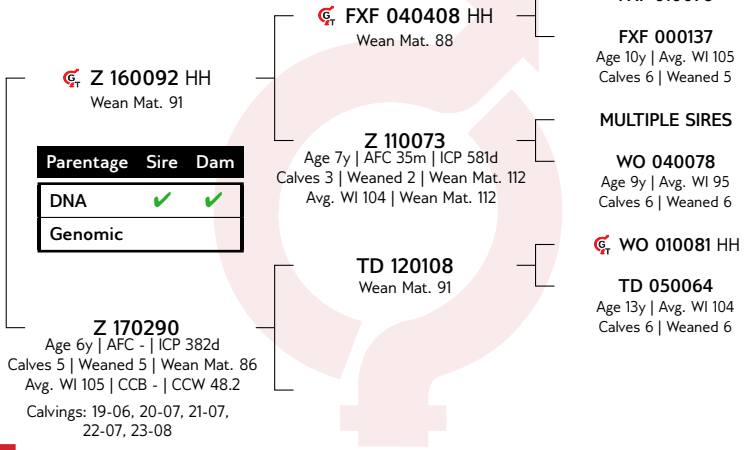 Z 160092 HH
Wean Mat. 91
Parentage Sire Dam
DNA ✔ ✔
Genomic
Z 170290
Age 6y | AFC - | ICP 382d
Calves 5 | Weaned 5 | Wean Mat. 86
Avg. WI 105 | CCB - | CCW 48.2
Calvings: 19-06, 20-07, 21-07,
22-07, 23-08
FXF 040408 HH
Wean Mat. 88
Z 110073
Age 7y | AFC 35m | ICP 581d
Calves 3 | Weaned 2 | Wean Mat. 112
Avg. WI 104 | Wean Mat. 112
TD 120108
Wean Mat. 91
FXF 000137
Age 10y | Avg. WI 105
Calves 6 | Weaned 5
MULTIPLE SIRES
WO 040078
Age 9y | Avg. WI 95
Calves 6 | Weaned 6
WO 010081 HH
TD 050064
Age 13y | Avg. WI 104
Calves 6 | Weaned 6